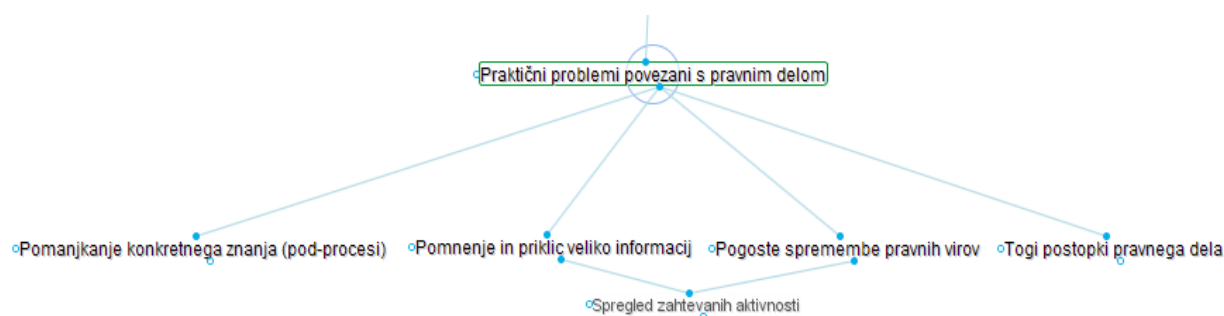 Praktični problemi povezani s pravnim delom
Pomanjkanje konkretnega znanja (pod-procesi)
Pomnenje in priklic veliko informacij
Pogoste spremembe pravnih virov
Togi postopki pravnega dela
Spregled zahtevanih aktivnosti